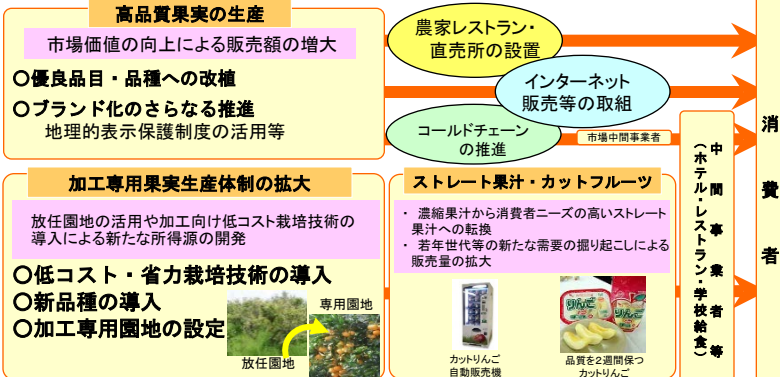 高品質果実の生産
市場価値の向上による販売額の増大
○優良品目・品種への改植
○ブランド化のさらなる推進
地理的表示保護制度の活用等
農家レストラン・
直売所の設置
インターネット
販売等の取組
コールドチェーン
の推進
市場中間事業者
加工専用果実生産体制の拡大
放任園地の活用や加工向け低コスト栽培技術の
導入による新たな所得源の開発
○低コスト・省力栽培技術の導入
○新品種の導入
○加工専用園地の設定
専用園地
放任園地
ストレート果汁・カットフルーツ
・ 濃縮果汁から消費者ニーズの高いストレート
果汁への転換
・ 若年世代等の新たな需要の掘り起こしによる
販売量の拡大
りんご
りんご
カットりんご
自動販売機
品質を2週間保つ
カットりんご
中間事業者等
（ホテル・レストラン・学校給食）
消費者